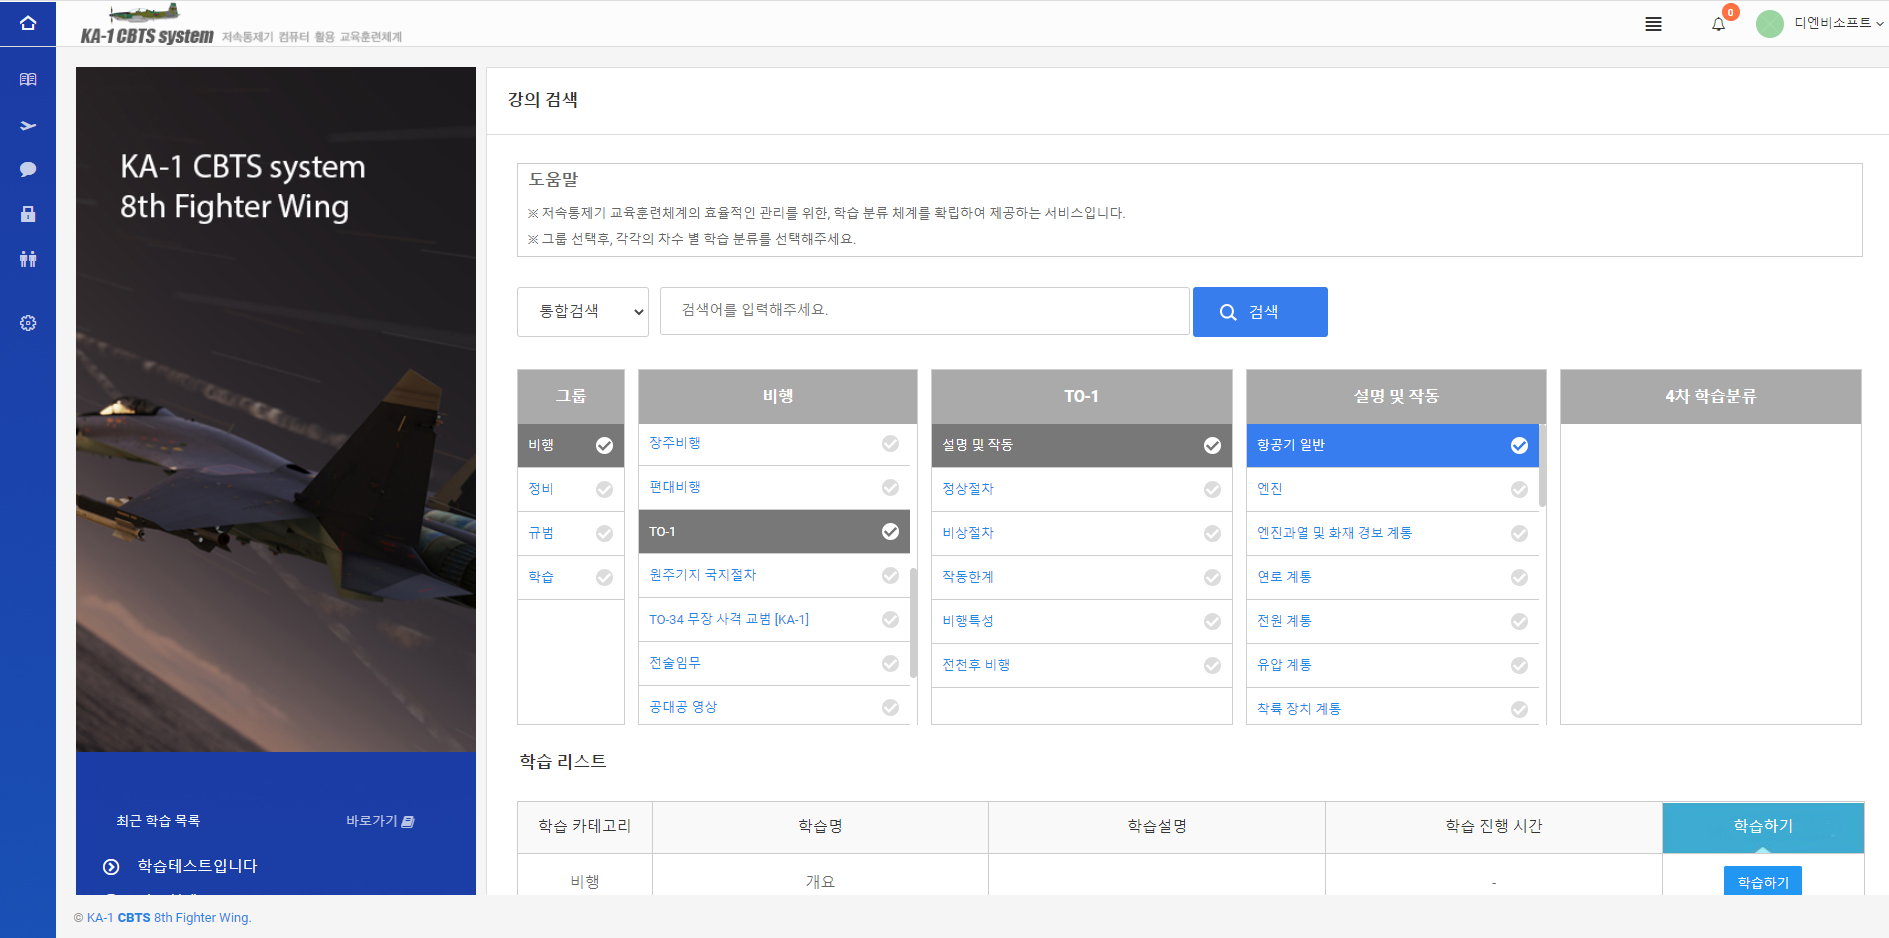 KA-1 CBTS system 저속통제기 컴퓨터 활용 교육훈련체계
0
디엔비소프트
KA-1 CBTS system
8th Fighter Wing
최근 학습 목록
바로가기
학습테스트입니다
강의 검색
도움말
※ 저속통제기 교육훈련체계의 효율적인 관리를 위한, 학습 분류 체계를 확립하여 제공하는 서비스입니다.
※ 그룹 선택후, 각각의 차수 별 학습 분류를 선택해주세요.
통합검색
검색어를 입력해주세요.
검색
그룹
비행
정비
규범
학습
비행
장주비행
편대비행
TO-1
원주기지 국지절차
TO-34 무장 사격 교범 [KA-1]
전술임무
공대공 영상
TO-1
설명 및 작동
정상절차
비상절차
작동한계
비행특성
전천후 비행
설명 및 작동
항공기 일반
엔진
엔진과열 및 화재 경보 계통
연로 계통
전원 계통
유압 계통
착륙 장치 계통
4차 학습분류
학습 리스트
학습 카테고리
학습명
학습설명
학습 진행 시간
학습하기
비행
개요
-
학습하기
© KA-1 CBTS 8th Fighter Wing.